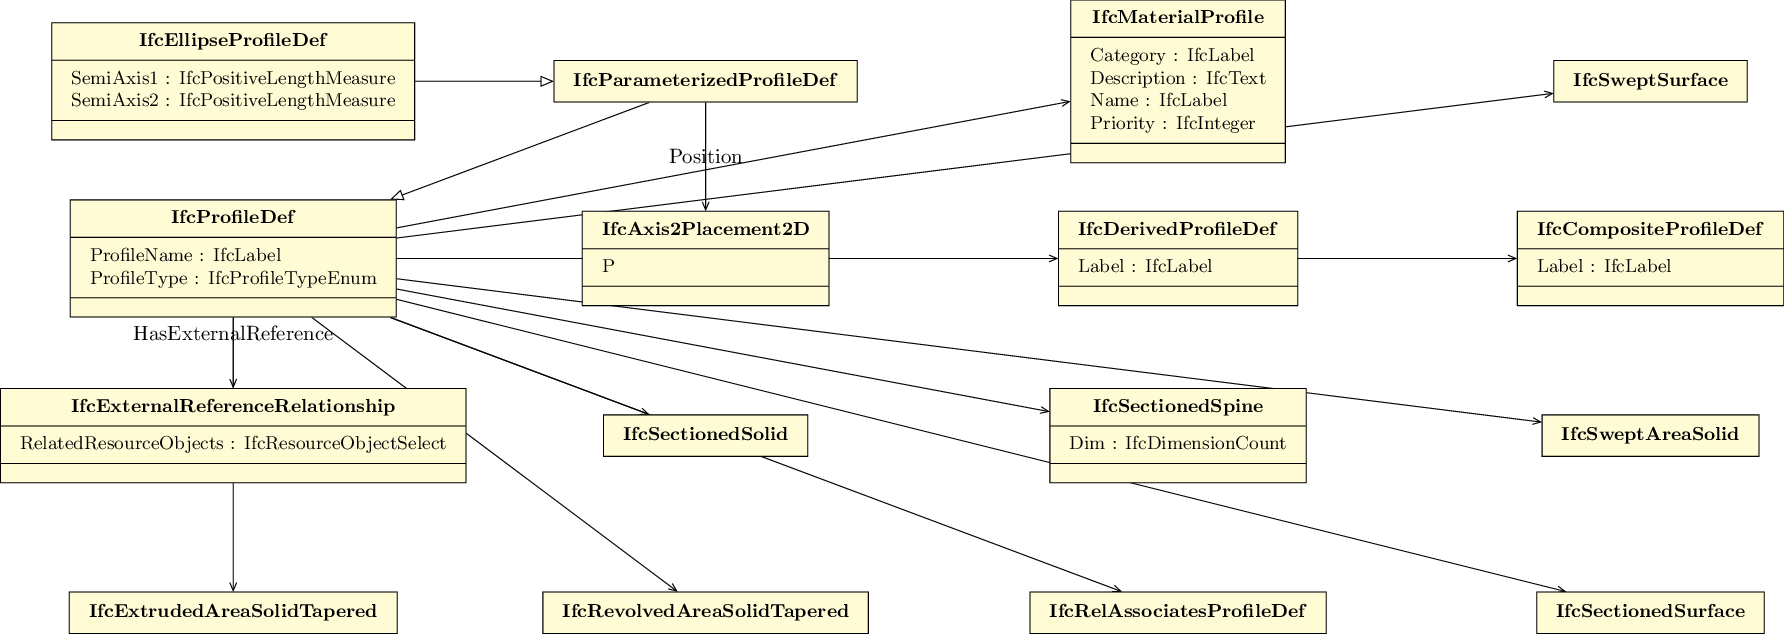 IfcEllipseProfileDef
SemiAxis1 : IfcPositiveLengthMeasure
SemiAxis2 : IfcPositiveLengthMeasure
IfcParameterizedProfileDef
IfcMaterialProfile
Category : IfcLabel
Description : IfcText
Name : IfcLabel
Priority : IfcInteger
IfcSweptSurface
Position
IfcProfileDef
ProfileName : IfcLabel
ProfileType : IfcProfileTypeEnum
IfcAxis2Placement2D
P
IfcDerivedProfileDef
Label : IfcLabel
IfcCompositeProfileDef
Label : IfcLabel
HasExternalReference
IfcExternalReferenceRelationship
RelatedResourceObjects : IfcResourceObjectSelect
IfcSectionedSolid
IfcSectionedSpine
Dim : IfcDimensionCount
IfcSweptAreaSolid
IfcExtrudedAreaSolidTapered
IfcRevolvedAreaSolidTapered
IfcRelAssociatesProfileDef
IfcSectionedSurface